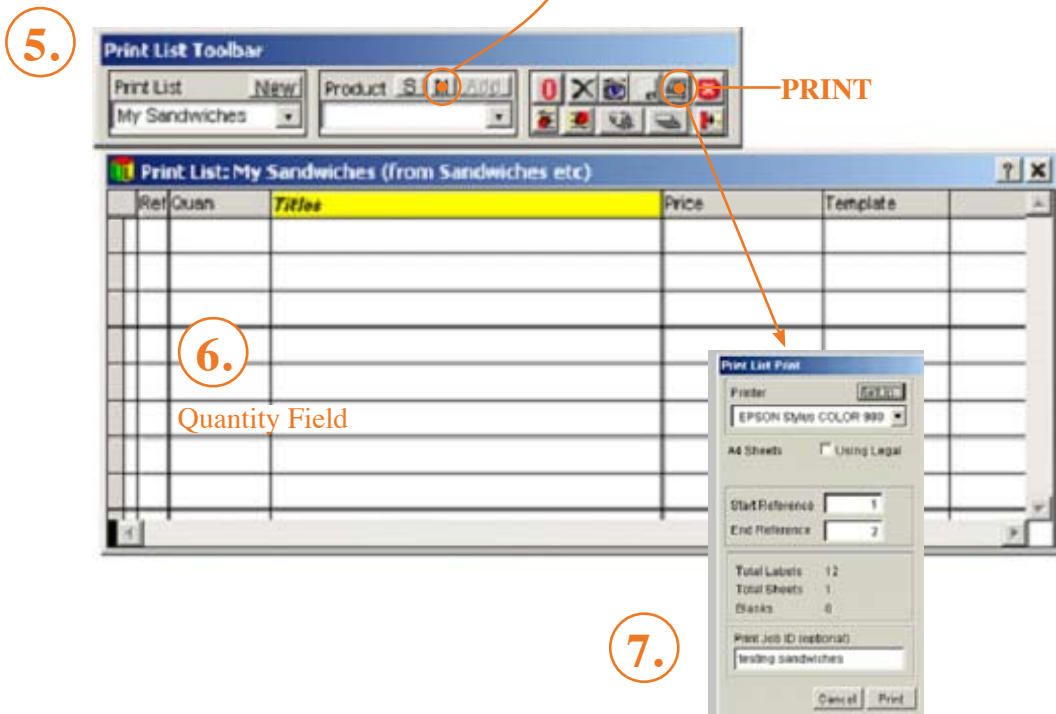 5.
Print List Toolbar
Print List New Product S M Add
PRINT
My Sandwiches
Print List: My Sandwiches (from Sandwiches etc)
Ref Quan Titles Price Template
6.
Quantity Field
Print List Print
Printer
EPSON Stylus COLOR 980
A4 Sheets Using Legal
Start Reference 1
End Reference 2
Total Labels 12
Total Sheets 1
Blanks 0
Print Job ID (optional)
testing sandwiches
7.
Cancel Print